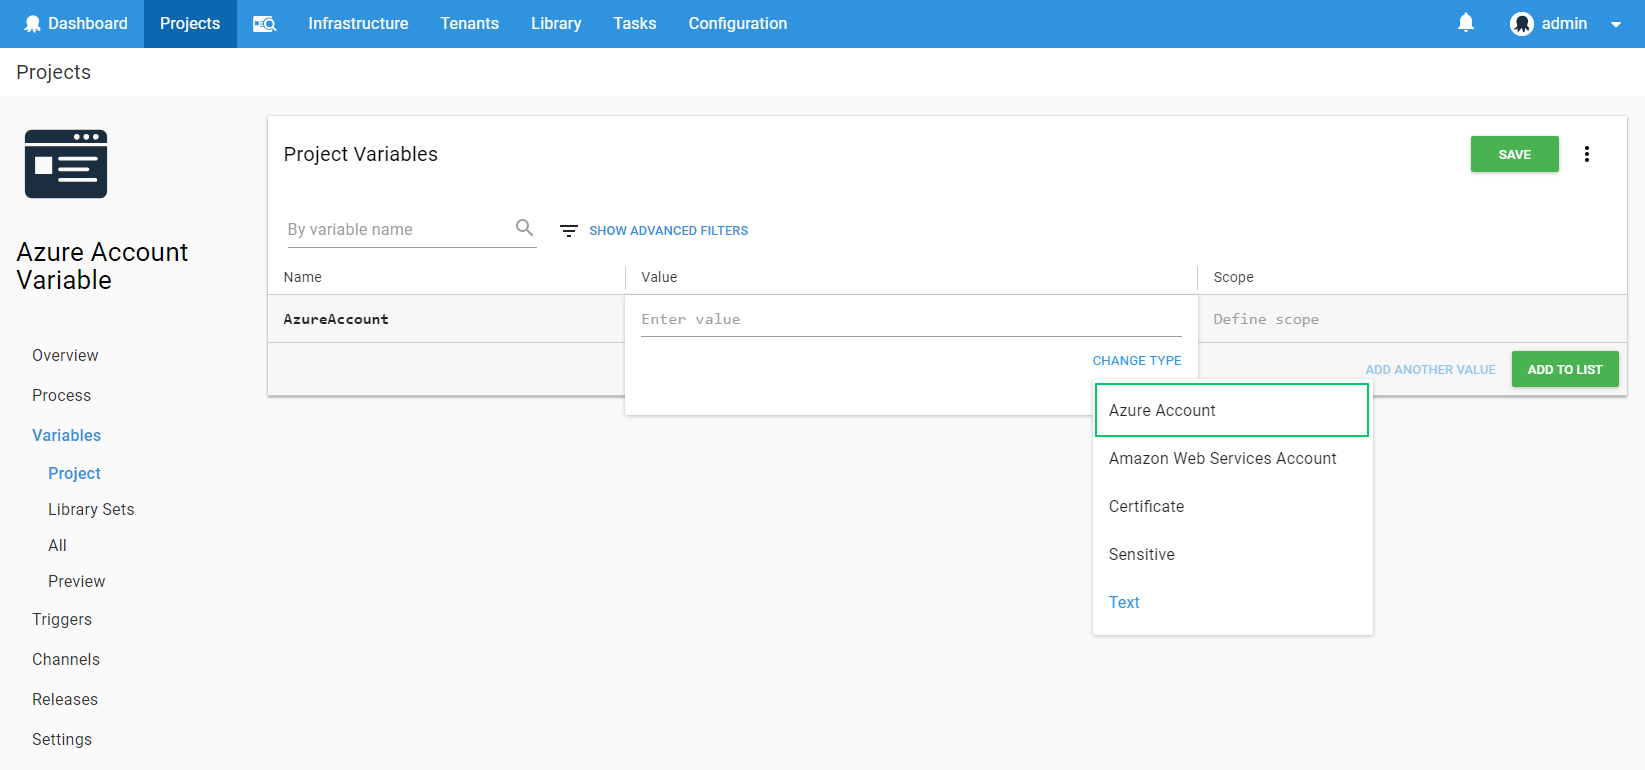 Dashboard Projects Infrastructure Tenants Library Tasks Configuration admin
Projects
Azure Account
Variable
Overview
Process
Variables
Project
Library Sets
All
Preview
Triggers
Channels
Releases
Settings
Project Variables
SAVE
By variable name
SHOW ADVANCED FILTERS
Name Value Scope
AzureAccount Enter value Define scope
CHANGE TYPE
ADD ANOTHER VALUE ADD TO LIST
Azure Account
Amazon Web Services Account
Certificate
Sensitive
Text